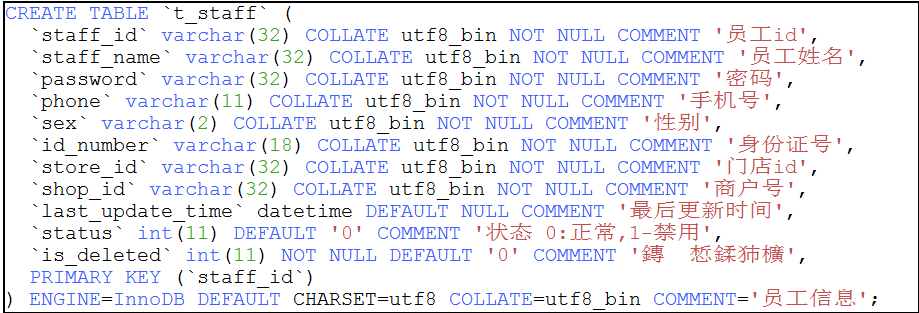 CREATE TABLE `t_staff` (
`staff_id` varchar(32) COLLATE utf8_bin NOT NULL COMMENT '员工id',
`staff_name` varchar(32) COLLATE utf8_bin NOT NULL COMMENT '员工姓名',
`password` varchar(32) COLLATE utf8_bin NOT NULL COMMENT '密码',
`phone` varchar(11) COLLATE utf8_bin NOT NULL COMMENT '手机号',
`sex` varchar(2) COLLATE utf8_bin NOT NULL COMMENT '性别',
`id_number` varchar(18) COLLATE utf8_bin NOT NULL COMMENT '身份证号',
`store_id` varchar(32) COLLATE utf8_bin NOT NULL COMMENT '门店id',
`shop_id` varchar(32) COLLATE utf8_bin NOT NULL COMMENT '商户号',
`last_update_time` datetime DEFAULT NULL COMMENT '最后更新时间',
`status` int(11) DEFAULT '0' COMMENT '状态 0:正常,1-禁用',
`is_deleted` int(11) NOT NULL DEFAULT '0' COMMENT
PRIMARY KEY (`staff_id`)
) ENGINE=InnoDB DEFAULT CHARSET=utf8 COLLATE=utf8_bin COMMENT='员工信息';